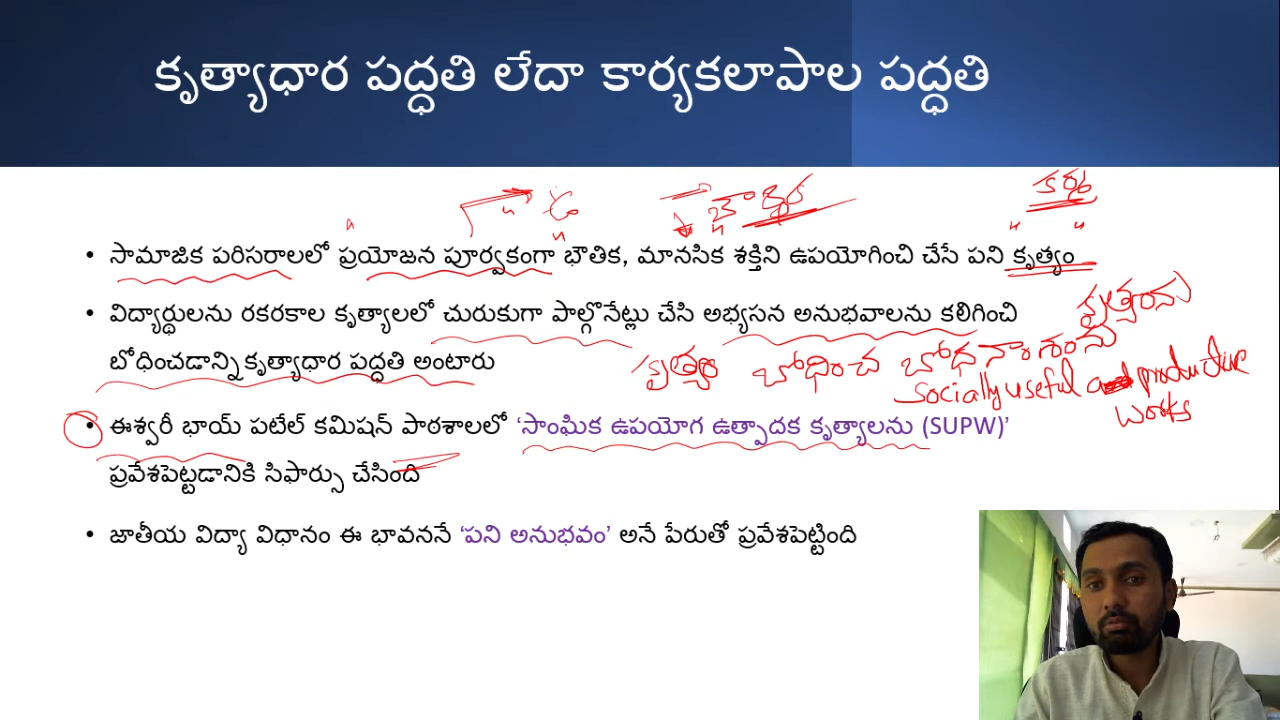 కృత్యాధార పద్ధతి లేదా కార్యకలాపాల పద్ధతి
కర్మ
• సామాజిక పరిసరాలలో ప్రయోజన పూర్వకంగా భౌతిక, మానసిక శక్తిని ఉపయోగించి చేసే పని కృత్యం
• విద్యార్థులను రకరకాల కృత్యాలలో చురుకుగా పాల్గొనేట్లు చేసి అభ్యసన అనుభవాలను కలిగించి
బోధించడాన్ని కృత్యాధార పద్ధతి అంటారు
కృత్యం బోధించ
socially useful and productive
works
• ఈశ్వరీ భాయ్ పటేల్ కమిషన్ పాఠశాలలో ‘సాంఘిక ఉపయోగ ఉత్పాదక కృత్యాలను (SUPW)’
ప్రవేశపెట్టడానికి సిఫార్సు చేసింది
• జాతీయ విద్యా విధానం ఈ భావననే ‘పని అనుభవం’ అనే పేరుతో ప్రవేశపెట్టింది